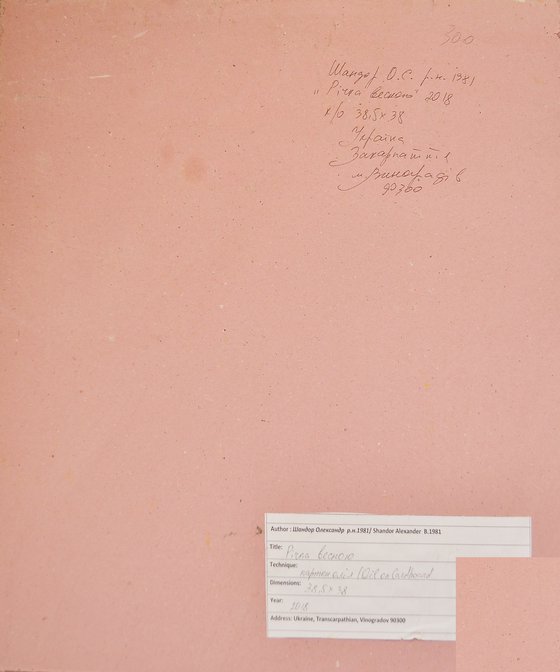 300
Шандор О.С. р.н. 1981
"Річка весною" 2018
к/о 38,5х38
Україна
Закарпаття
м. Виноградів
90300
Author : Шандор Олександр р.н.1981/ Shandor Alexander B.1981
Title: Річка весною
Technique: картон олія /Oil on Cardboard
Dimensions: 38,5 х 38
Year: 2018
Address: Ukraine, Transcarpathian, Vinogradov 90300